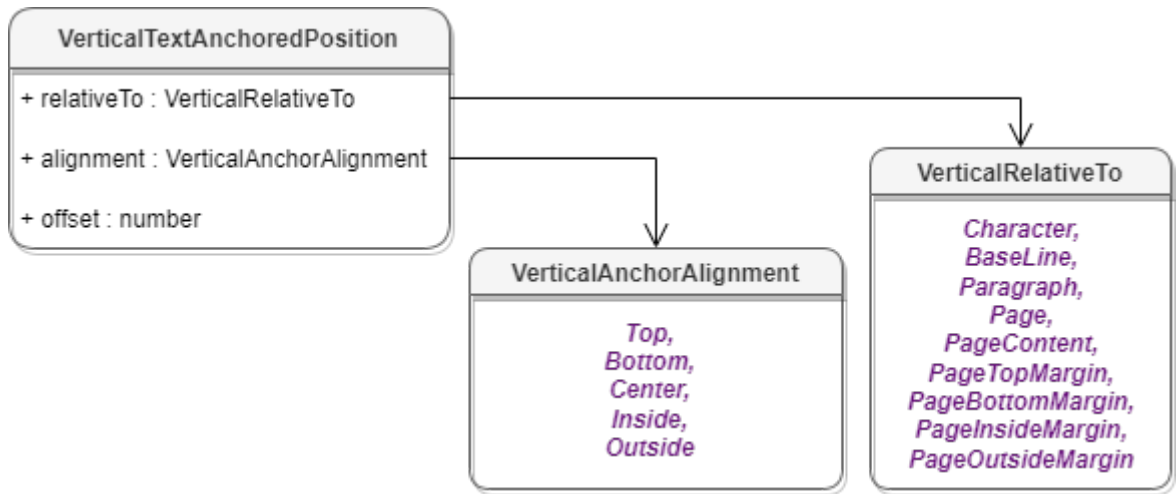 VerticalTextAnchoredPosition
+ relativeTo : VerticalRelativeTo
+ alignment : VerticalAnchorAlignment
+ offset : number
VerticalAnchorAlignment
Top,
Bottom,
Center,
Inside,
Outside
VerticalRelativeTo
Character,
BaseLine,
Paragraph,
Page,
PageContent,
PageTopMargin,
PageBottomMargin,
PageInsideMargin,
PageOutsideMargin